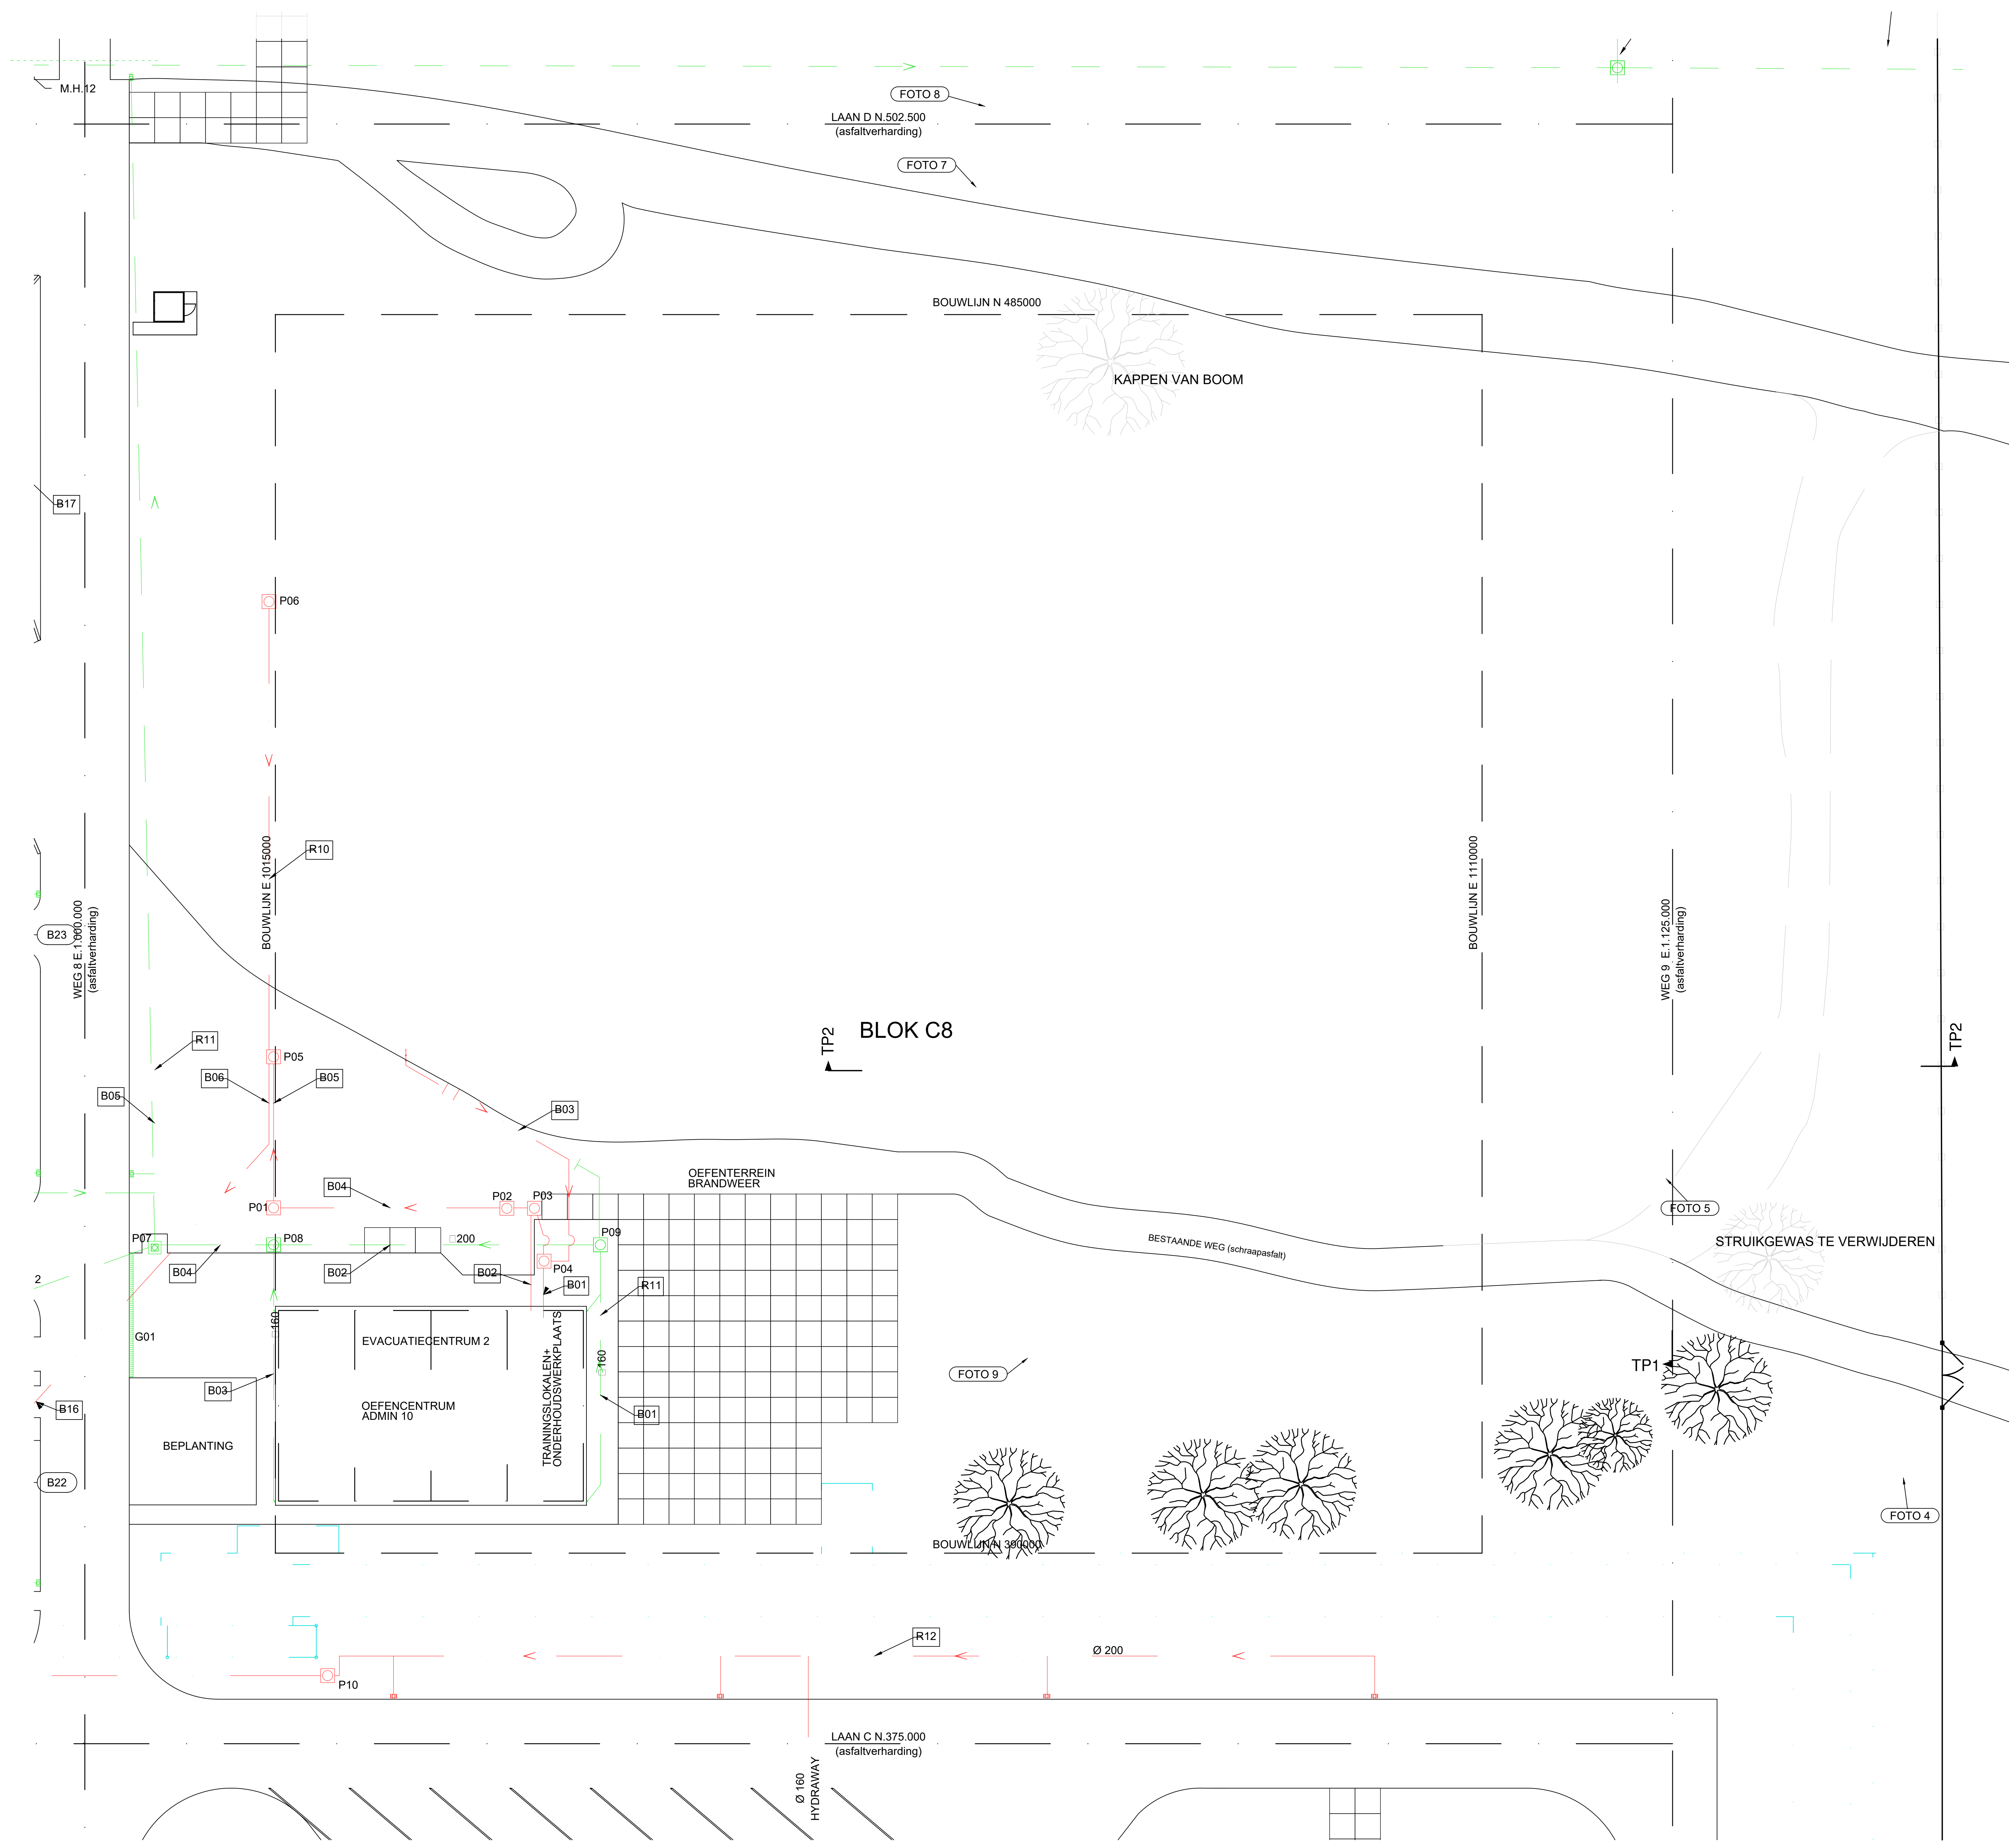 M.H.12
FOTO 8
LAAN D N.502.500
(asfaltverharding)
FOTO 7
BOUWLIJN N 485000
KAPPEN VAN BOOM
B17
P06
BOUWLIJN E 1015000
R10
BOUWLIJN E 1110000
WEG 8 E.1.000.000
(asfaltverharding)
B23
WEG 9 E.1.125.000
(asfaltverharding)
BLOK C8
TP2
TP2
R11
P05
B06
B05
B05
B03
OEFENTERREIN
BRANDWEER
B04
P01
P02
P03
FOTO 5
P07
P08
200
P09
BESTAANDE WEG (schraapasfalt)
STRUIKGEWAS TE VERWIJDEREN
B04
B02
B02
P04
B01
R11
2
160
G01
EVACUATIECENTRUM 2
TRAININGSLOKALEN+
ONDERHOUDSWERKPLAATS
160
TP1
FOTO 9
B03
OEFENCENTRUM
ADMIN 10
B16
B01
BEPLANTING
B22
FOTO 4
BOUWLIJN N 390000
R12
Ø 200
P10
LAAN C N.375.000
(asfaltverharding)
Ø 160
HYDRAWAY